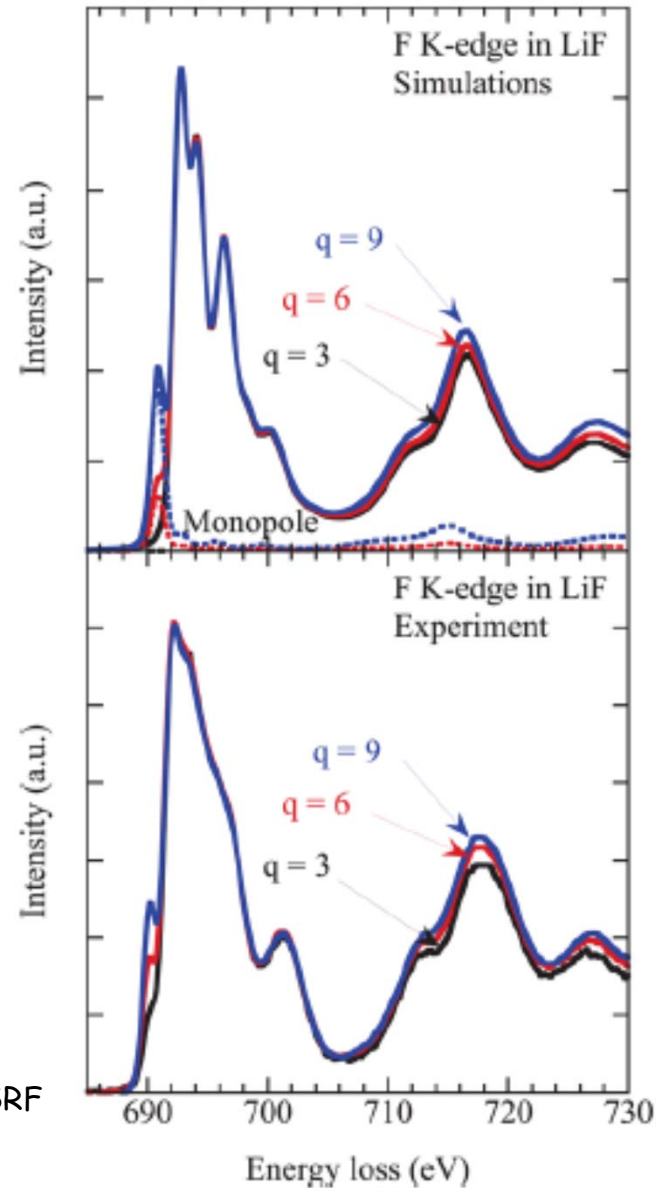 F K-edge in LiF
Simulations
Intensity (a.u.)
q = 9
q = 6
q = 3
Monopole
F K-edge in LiF
Experiment
Intensity (a.u.)
q = 9
q = 6
q = 3
690 700 710 720 730
Energy loss (eV)